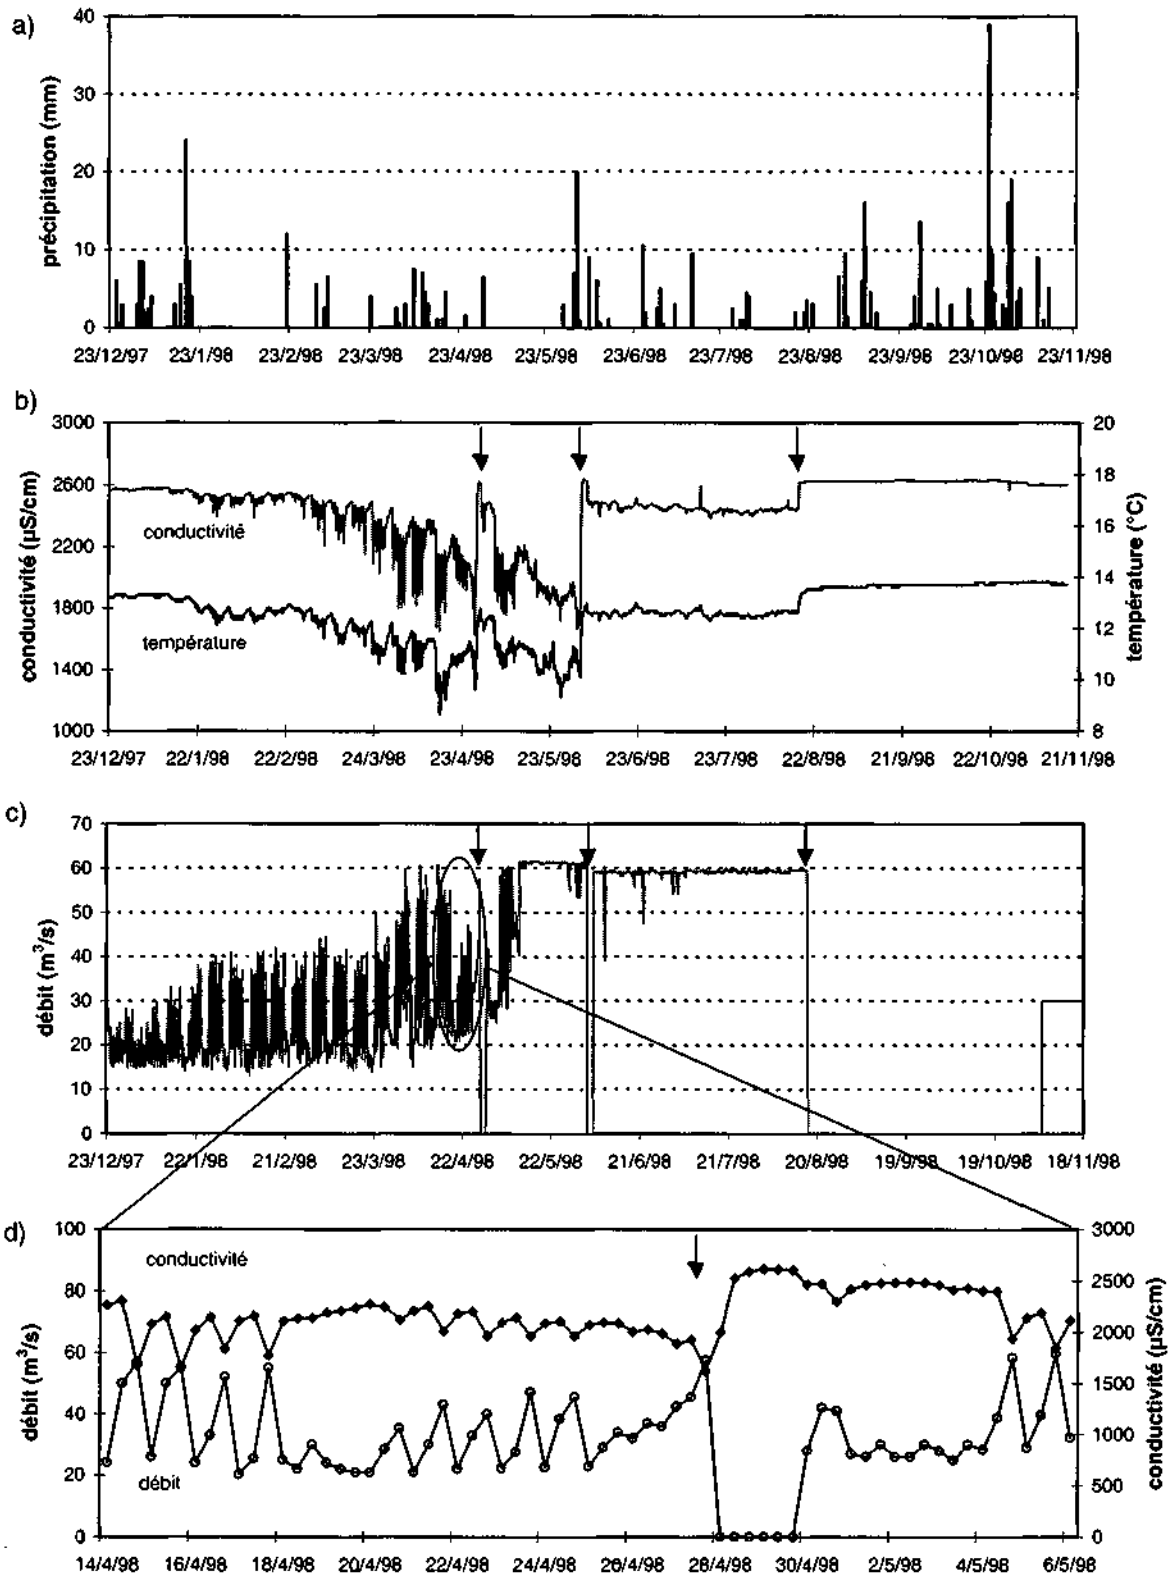 a)
précipitation (mm)
40
30
20
10
0
23/12/97 23/1/98 23/2/98 23/3/98 23/4/98 23/5/98 23/6/98 23/7/98 23/8/98 23/9/98 23/10/98 23/11/98
b)
conductivité (µS/cm)
température (°C)
3000 20
2600 18
2200 16
1800 14
1400 12
1000 10
8
conductivité
température
23/12/97 22/1/98 22/2/98 24/3/98 23/4/98 23/5/98 23/6/98 23/7/98 22/8/98 21/9/98 22/10/98 21/11/98
c)
débit (m³/s)
70
60
50
40
30
20
10
0
23/12/97 22/1/98 21/2/98 23/3/98 22/4/98 22/5/98 21/6/98 21/7/98 20/8/98 19/9/98 19/10/98 18/11/98
d)
débit (m³/s)
conductivité (µS/cm)
100 3000
80 2500
60 2000
40 1500
20 1000
0 500
0
conductivité
débit
14/4/98 16/4/98 18/4/98 20/4/98 22/4/98 24/4/98 26/4/98 28/4/98 30/4/98 2/5/98 4/5/98 6/5/98